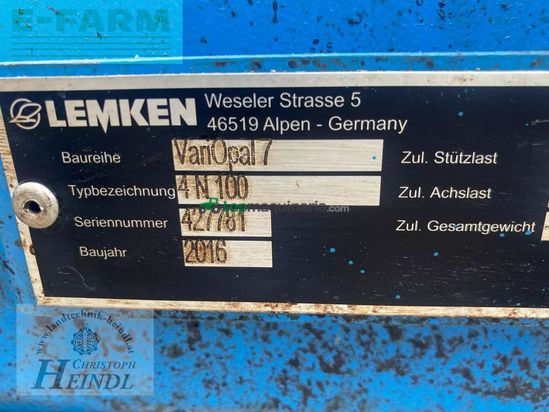 E-FARM
LEMKEN
Weseler Strasse 5
46519 Alpen - Germany
Baureihe VariOpal 7 Zul. Stützlast
Typbezeichnung 4 N 100 Zul. Achslast
Seriennummer 427781 Zul. Gesamtgewicht
Baujahr 2016
www.landtechnik-heindl.at
CHRISTOPH
HEINDL